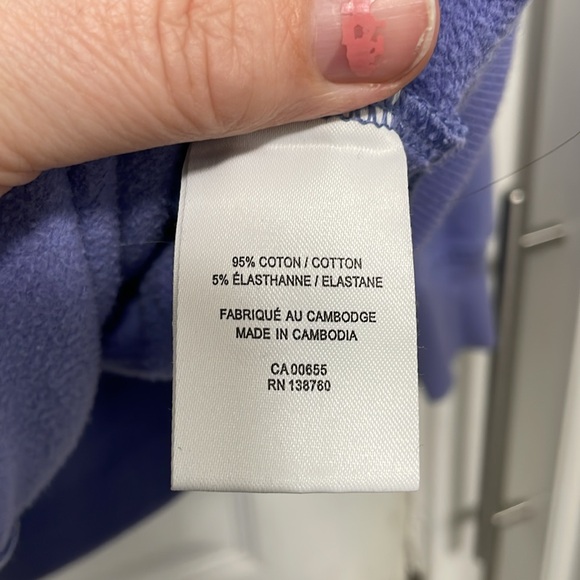 95% COTON / COTTON
5% ÉLASTHANNE / ELASTANE
FABRIQUÉ AU CAMBODGE
MADE IN CAMBODIA
CA 00655
RN 138760